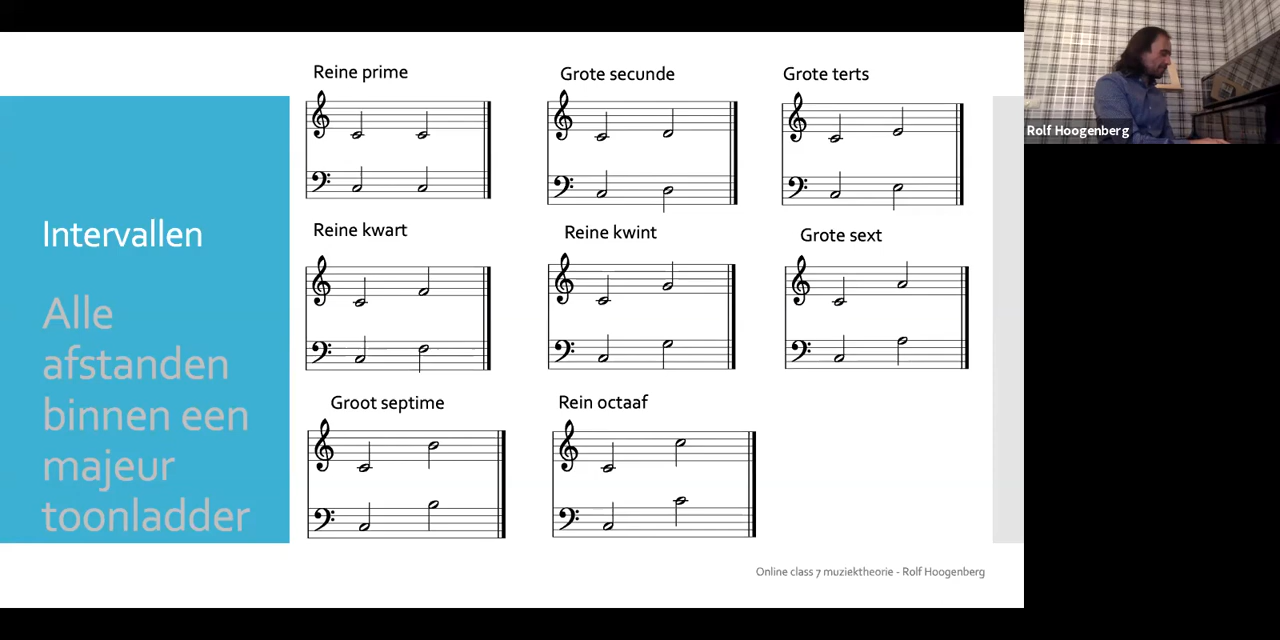 Reine prime
Grote secunde
Grote terts
Rolf Hoogenberg
Intervallen
Alle
afstanden
binnen een
majeur
toonladder
Reine kwart
Reine kwint
Grote sext
Groot septime
Rein octaaf
Online class 7 muziektheorie - Rolf Hoogenberg